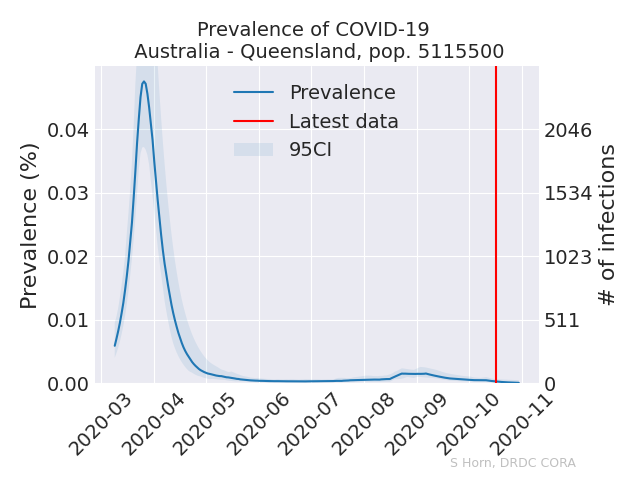 Prevalence of COVID-19
Australia - Queensland, pop. 5115500
Prevalence
Latest data
95CI
Prevalence (%)
0.04
0.03
0.02
0.01
0.00
2046
1534
1023
511
0
# of infections
2020-03
2020-04
2020-05
2020-06
2020-07
2020-08
2020-09
2020-10
2020-11
S Horn, DRDC CORA